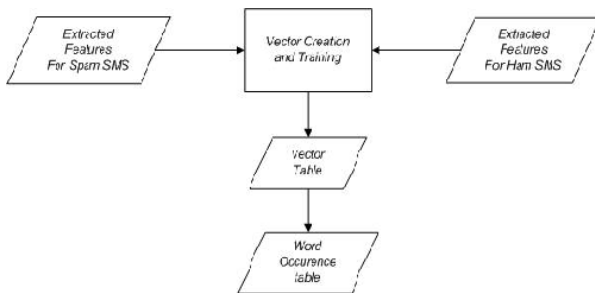 Extracted
Features
For Spam SMS
Vector Creation
and Training
Extracted
Features
For Ham SMS
Vector
Table
Word
Occurence
table